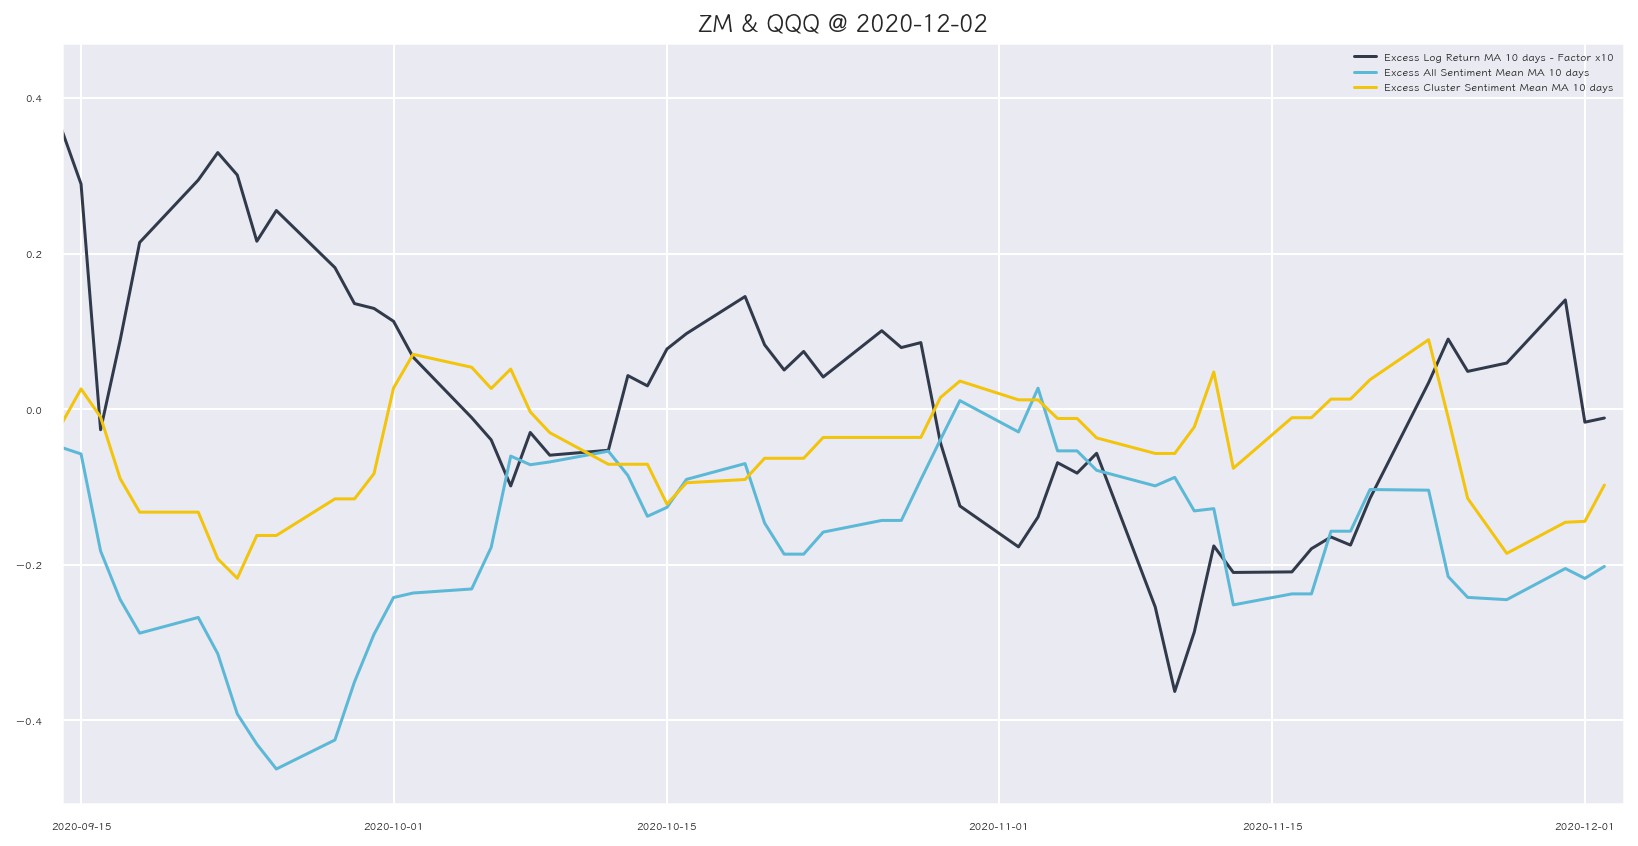 ZM & QQQ @ 2020-12-02
Excess Log Return MA 10 days - Factor x10
Excess All Sentiment Mean MA 10 days
Excess Cluster Sentiment Mean MA 10 days
0.4
0.2
0.0
−0.2
−0.4
2020-09-15 2020-10-01 2020-10-15 2020-11-01 2020-11-15 2020-12-01